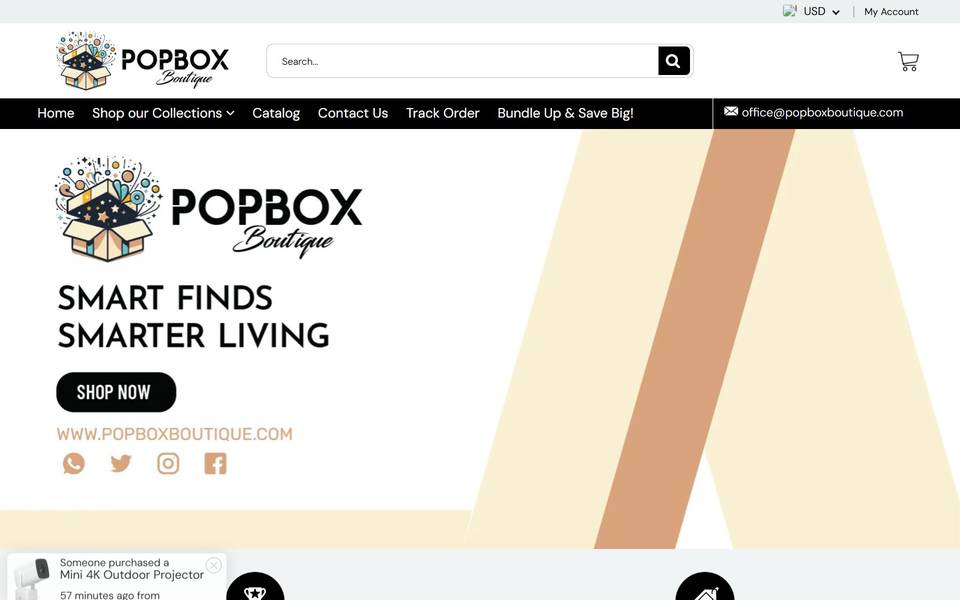 USD
My Account
POPBOX
Boutique
Search...
Home
Shop our Collections
Catalog
Contact Us
Track Order
Bundle Up & Save Big!
office@popboxboutique.com
POPBOX
Boutique
SMART FINDS
SMARTER LIVING
SHOP NOW
WWW.POPBOXBOUTIQUE.COM
Someone purchased a
Mini 4K Outdoor Projector
57 minutes ago from